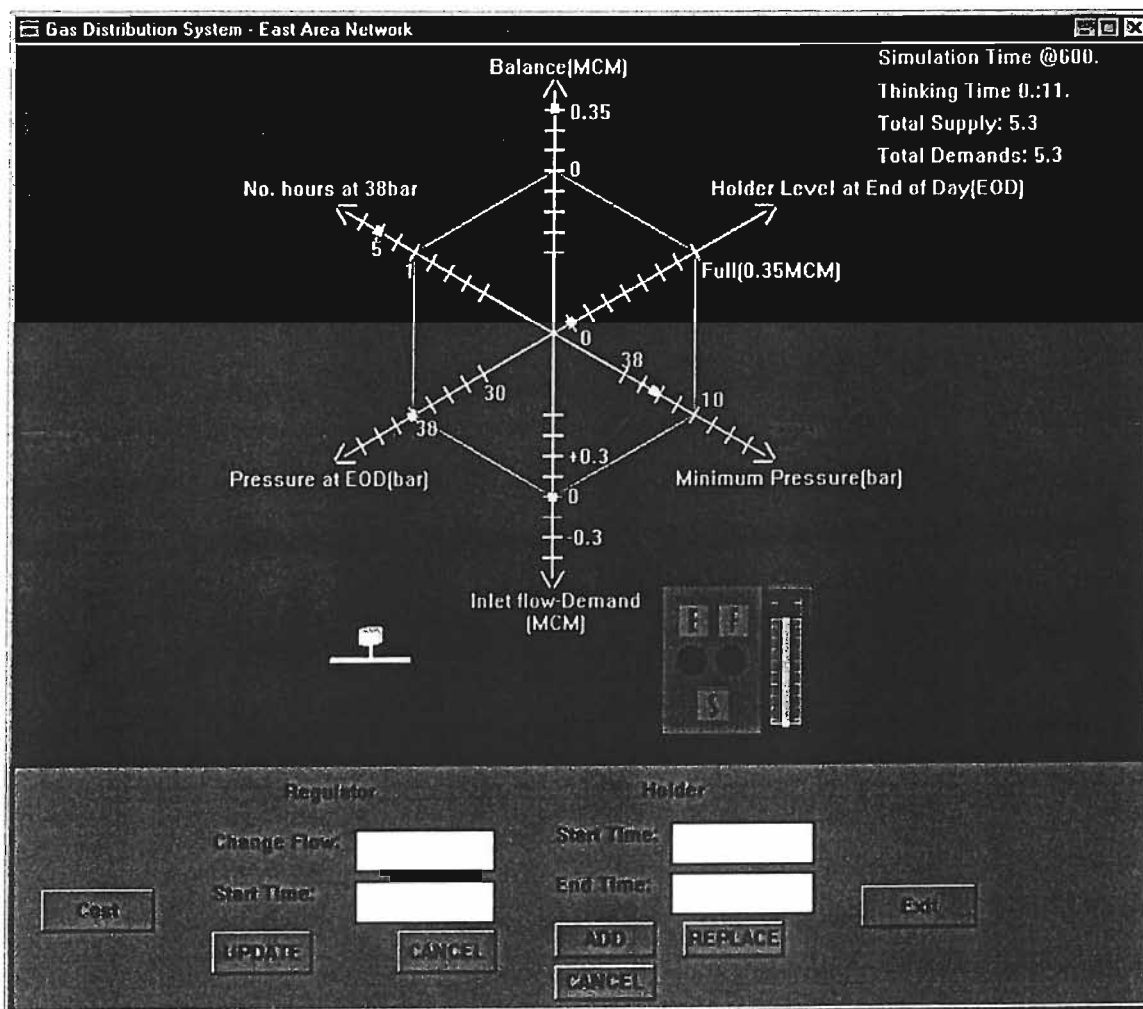 Gas Distribution System - East Area Network
Simulation Time @600.
Thinking Time 0.:11.
Total Supply: 5.3
Total Demands: 5.3
Balance(MCM)
0.35
0
No. hours at 38bar
5
1
Holder Level at End of Day(EOD)
Full(0.35MCM)
0
38
10
30
38
+0.3
0
-0.3
Pressure at EOD(bar)
Minimum Pressure(bar)
Inlet flow-Demand
(MCM)
S
Regulator
Holder
Change Flow:
Start Time:
Start Time:
End Time:
Cost
Exit
UPDATE
CANCEL
ADD
REPLACE
CANCEL